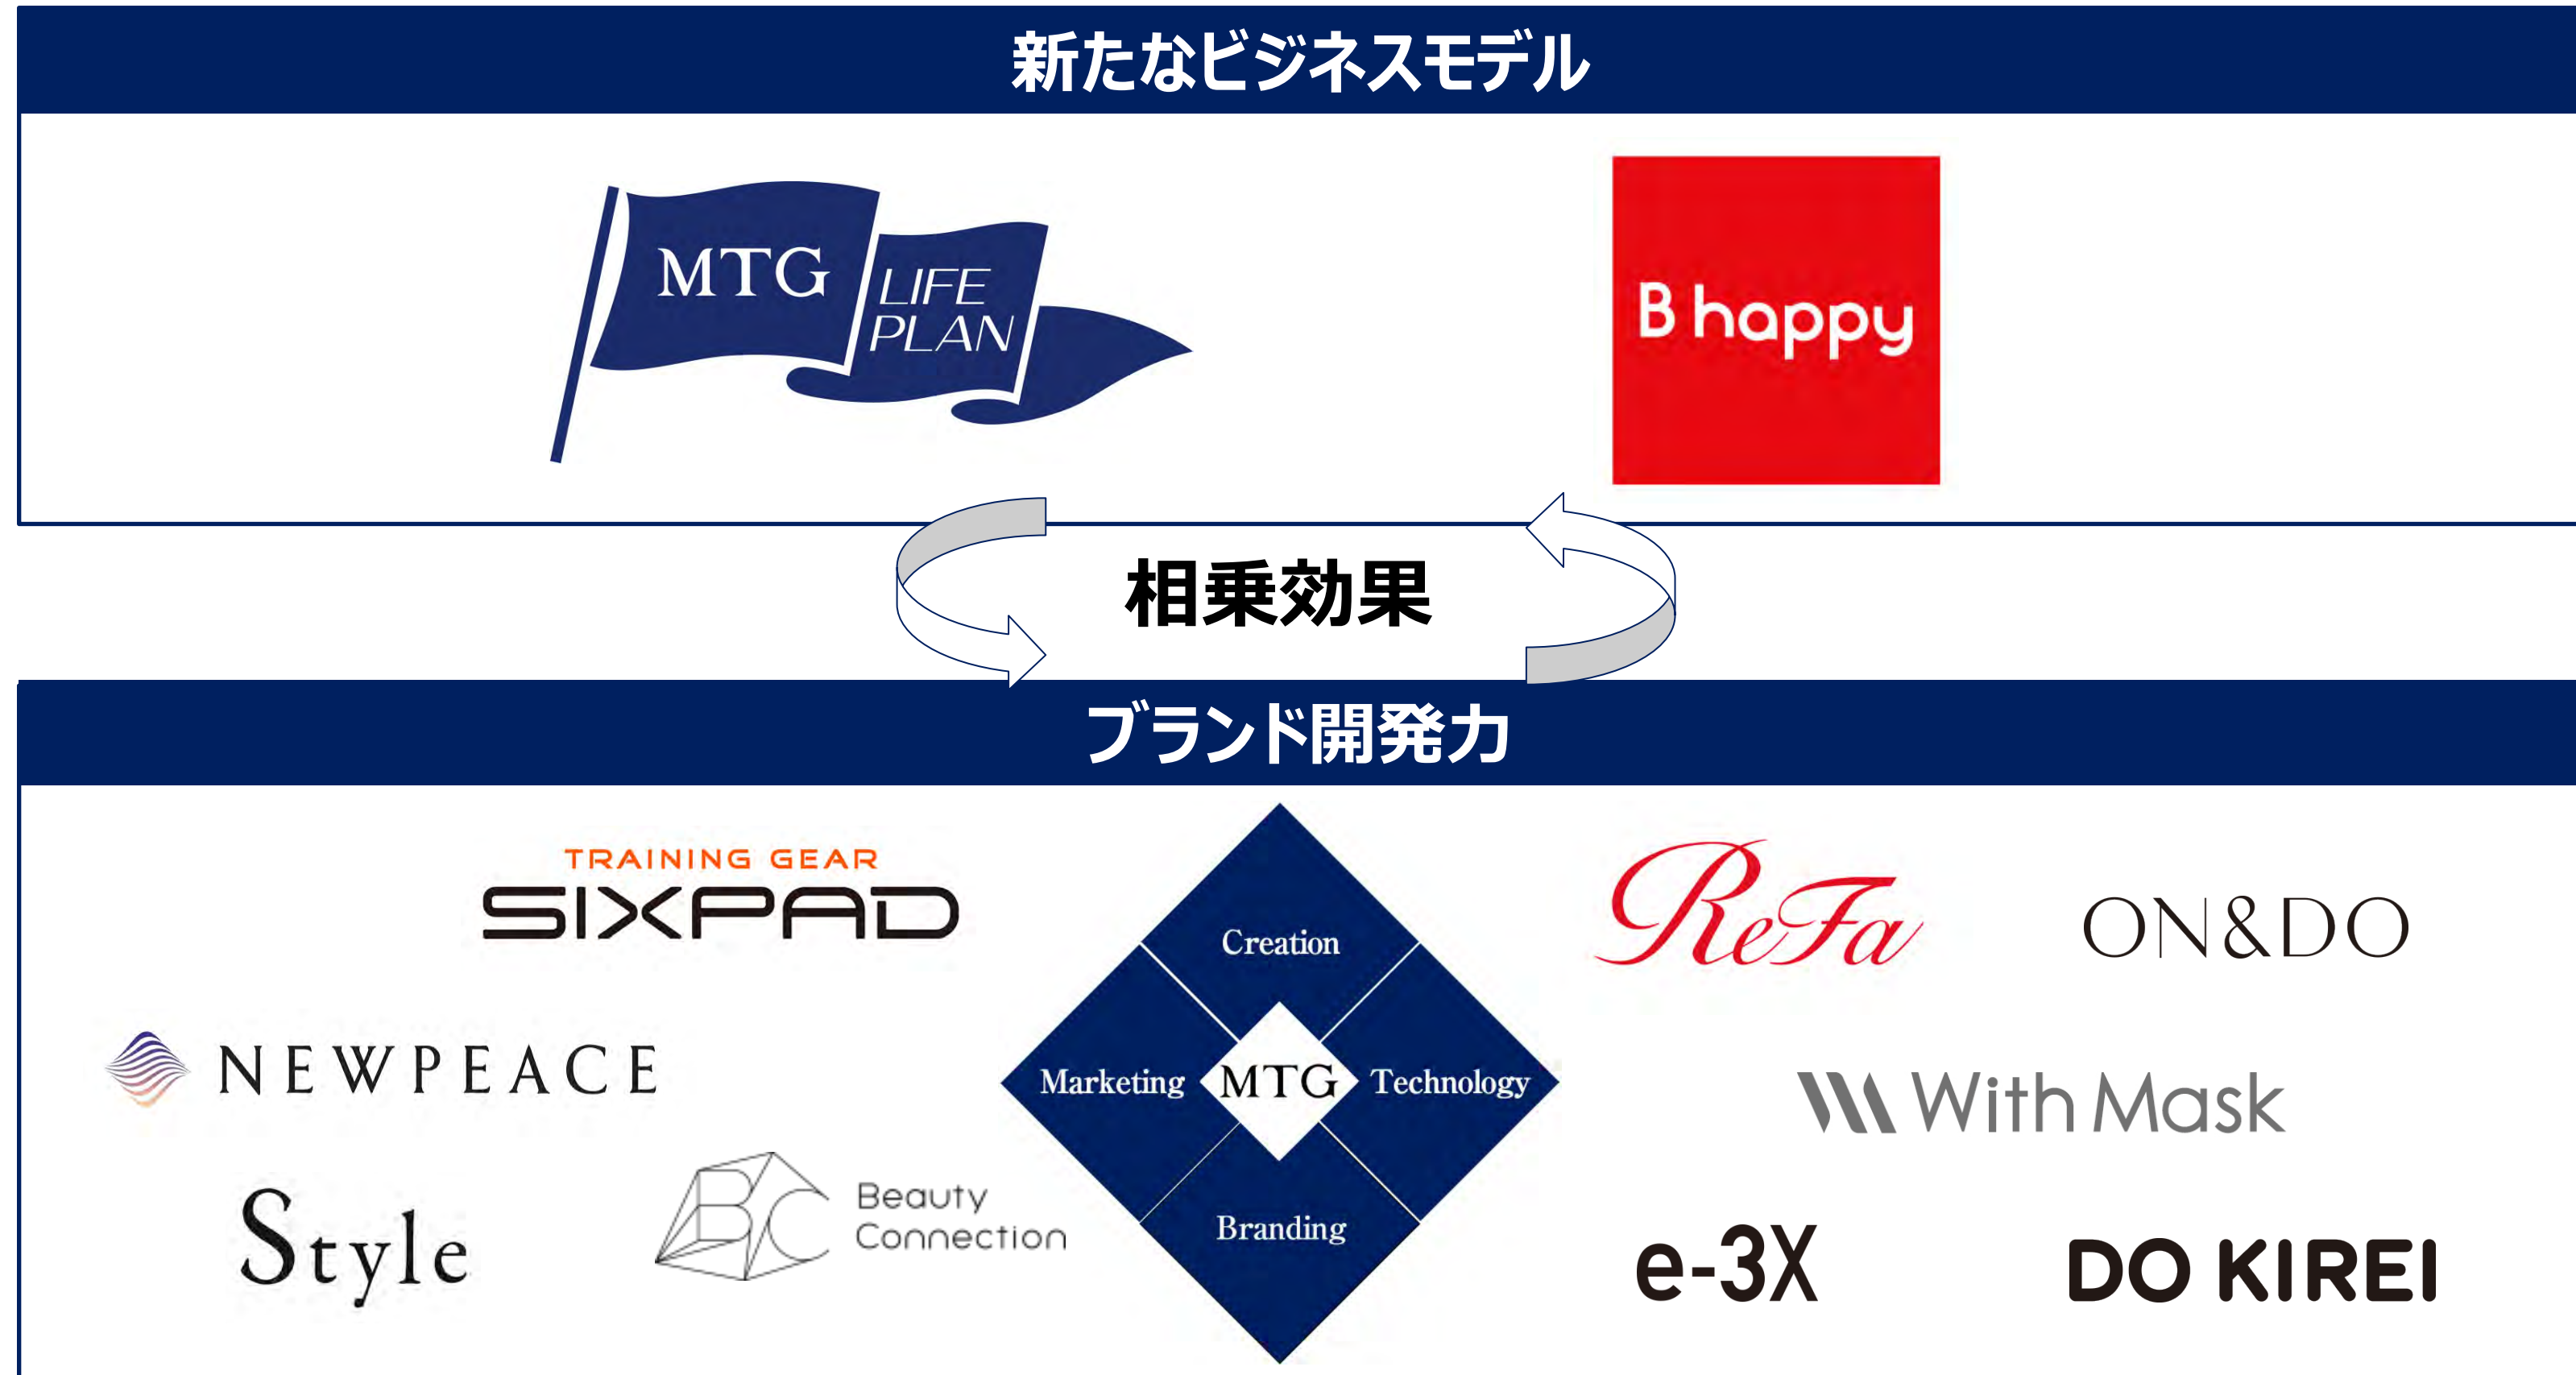 新たなビジネスモデル
MTG
LIFE
PLAN
B happy
相乗効果
ブランド開発力
TRAINING GEAR
SIXPAD
NEWPEACE
Style
BC
Beauty
Connection
Creation
Marketing
MTG
Technology
Branding
ReFa
ON&DO
With Mask
e-3X
DO KIREI